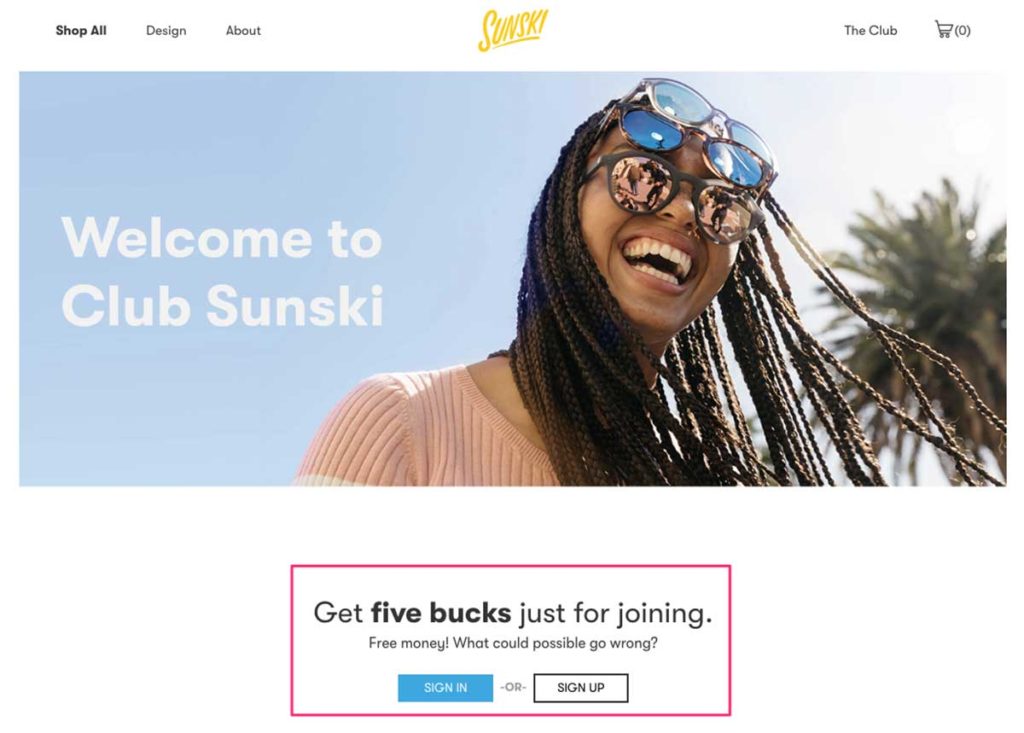 Shop All
Design
About
SUNSKI
The Club
(0)
Welcome to
Club Sunski
Get five bucks just for joining.
Free money! What could possible go wrong?
SIGN IN
-OR-
SIGN UP